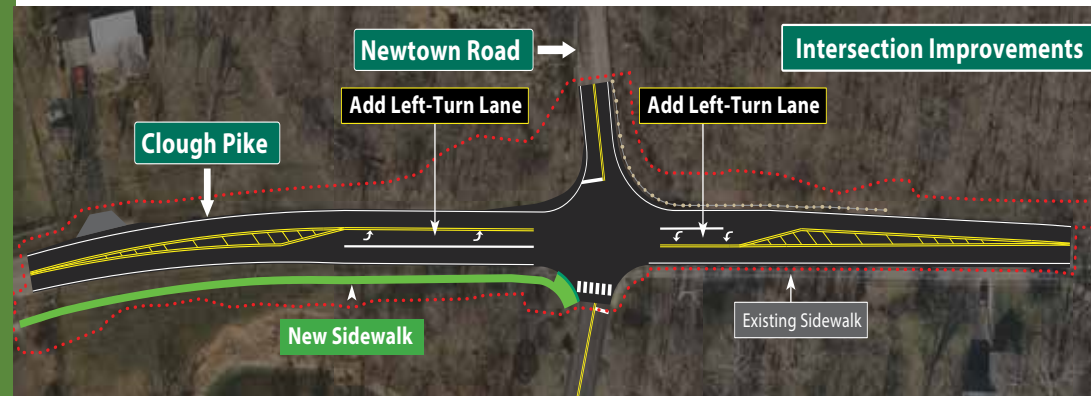 Newtown Road
Intersection Improvements
Add Left-Turn Lane
Add Left-Turn Lane
Clough Pike
New Sidewalk
Existing Sidewalk